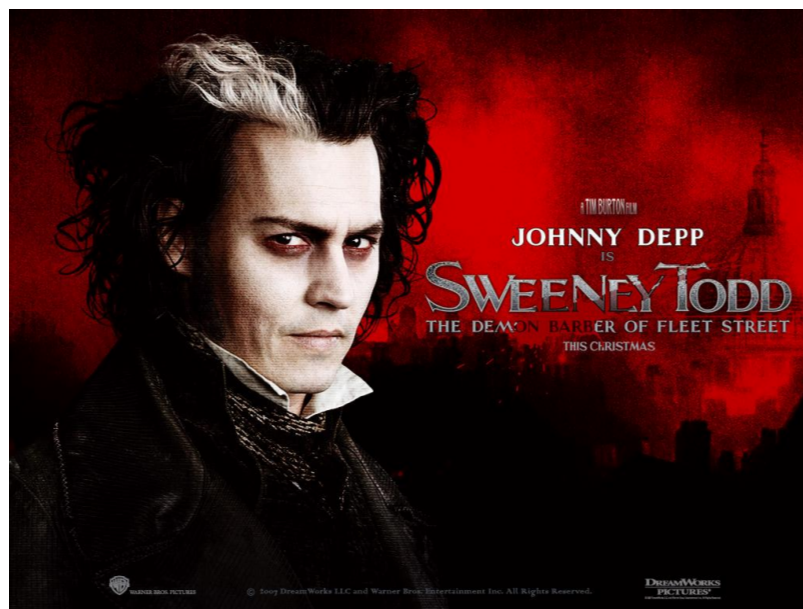 A TIM BURTON FILM
JOHNNY DEPP
IS
SWEENEY TODD
THE DEMON BARBER OF FLEET STREET
THIS CHRISTMAS
WARNER BROS. PICTURES
© 2007 DreamWorks LLC and Warner Bros. Entertainment Inc. All Rights Reserved.
DREAMWORKS
PICTURES